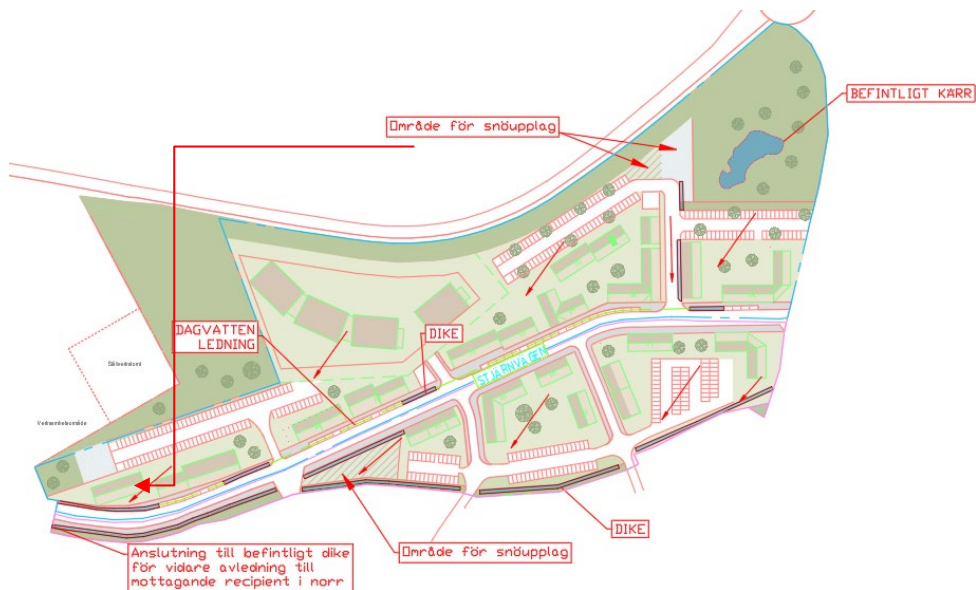 BEFINTLIGT KÄRR
Område för snöupplag
DAGVATTEN
LEDNING
DIKE
STJÄRNVÄGEN
DIKE
Område för snöupplag
Anslutning till befintligt dike
för vidare avledning till
mottagande recipient i norr